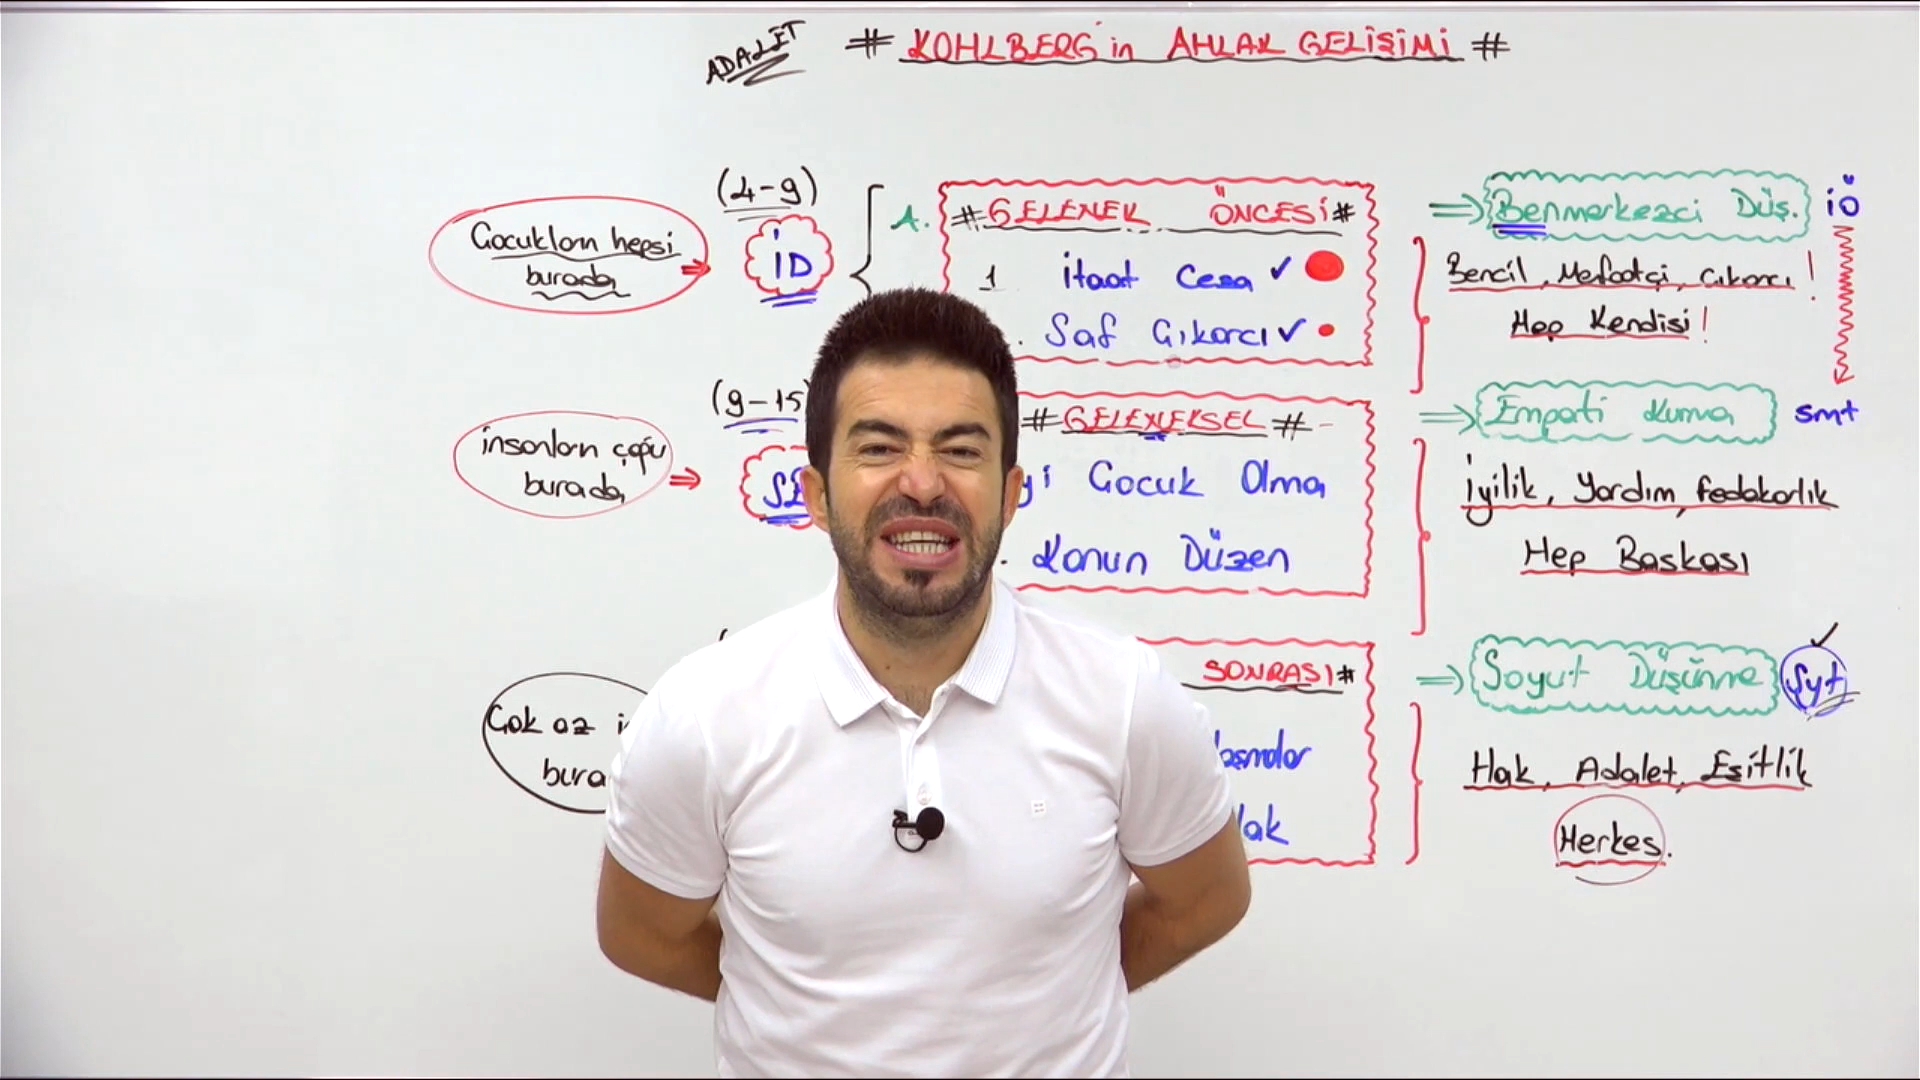 ADALET
# KOHLBERG'in AHLAK GELİŞİMİ #
Çocukların hepsi
burada
(4-9)
İD
A. #GELENEK ÖNCESİ#
1 İtaat Ceza ✓
Saf Çıkarcı ✓
⇒ Benmerkezci Düş. İÖ
Bencil, Menfaatçi, Çıkarcı!
Hep Kendisi!
İnsanların çoğu
burada
(9-15
# GELENEKSEL #
Çocuk Olma
Kanun Düzen
⇒ Empati Kurma smt
İyilik, Yardım, fedakarlık
Hep Başkası
Çok az
SONRASI#
⇒ Soyut Düşünme Syt ✓
Hak, Adalet, Eşitlik
Herkes.